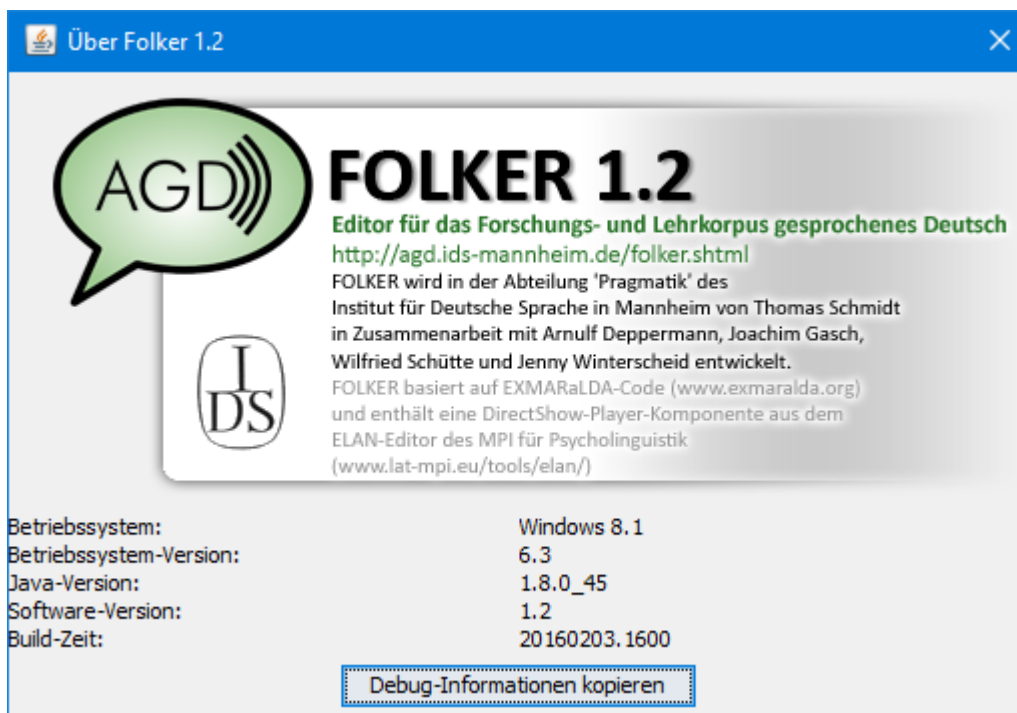 Über Folker 1.2
AGD
FOLKER 1.2
Editor für das Forschungs- und Lehrkorpus gesprochenes Deutsch
http://agd.ids-mannheim.de/folker.shtml
FOLKER wird in der Abteilung 'Pragmatik' des
Institut für Deutsche Sprache in Mannheim von Thomas Schmidt
in Zusammenarbeit mit Arnulf Deppermann, Joachim Gasch,
Wilfried Schütte und Jenny Winterscheid entwickelt.
FOLKER basiert auf EXMARaLDA-Code (www.exmaralda.org)
und enthält eine DirectShow-Player-Komponente aus dem
ELAN-Editor des MPI für Psycholinguistik
(www.lat-mpi.eu/tools/elan/)
I
DS
Betriebssystem: Windows 8.1
Betriebssystem-Version: 6.3
Java-Version: 1.8.0_45
Software-Version: 1.2
Build-Zeit: 20160203.1600
Debug-Informationen kopieren